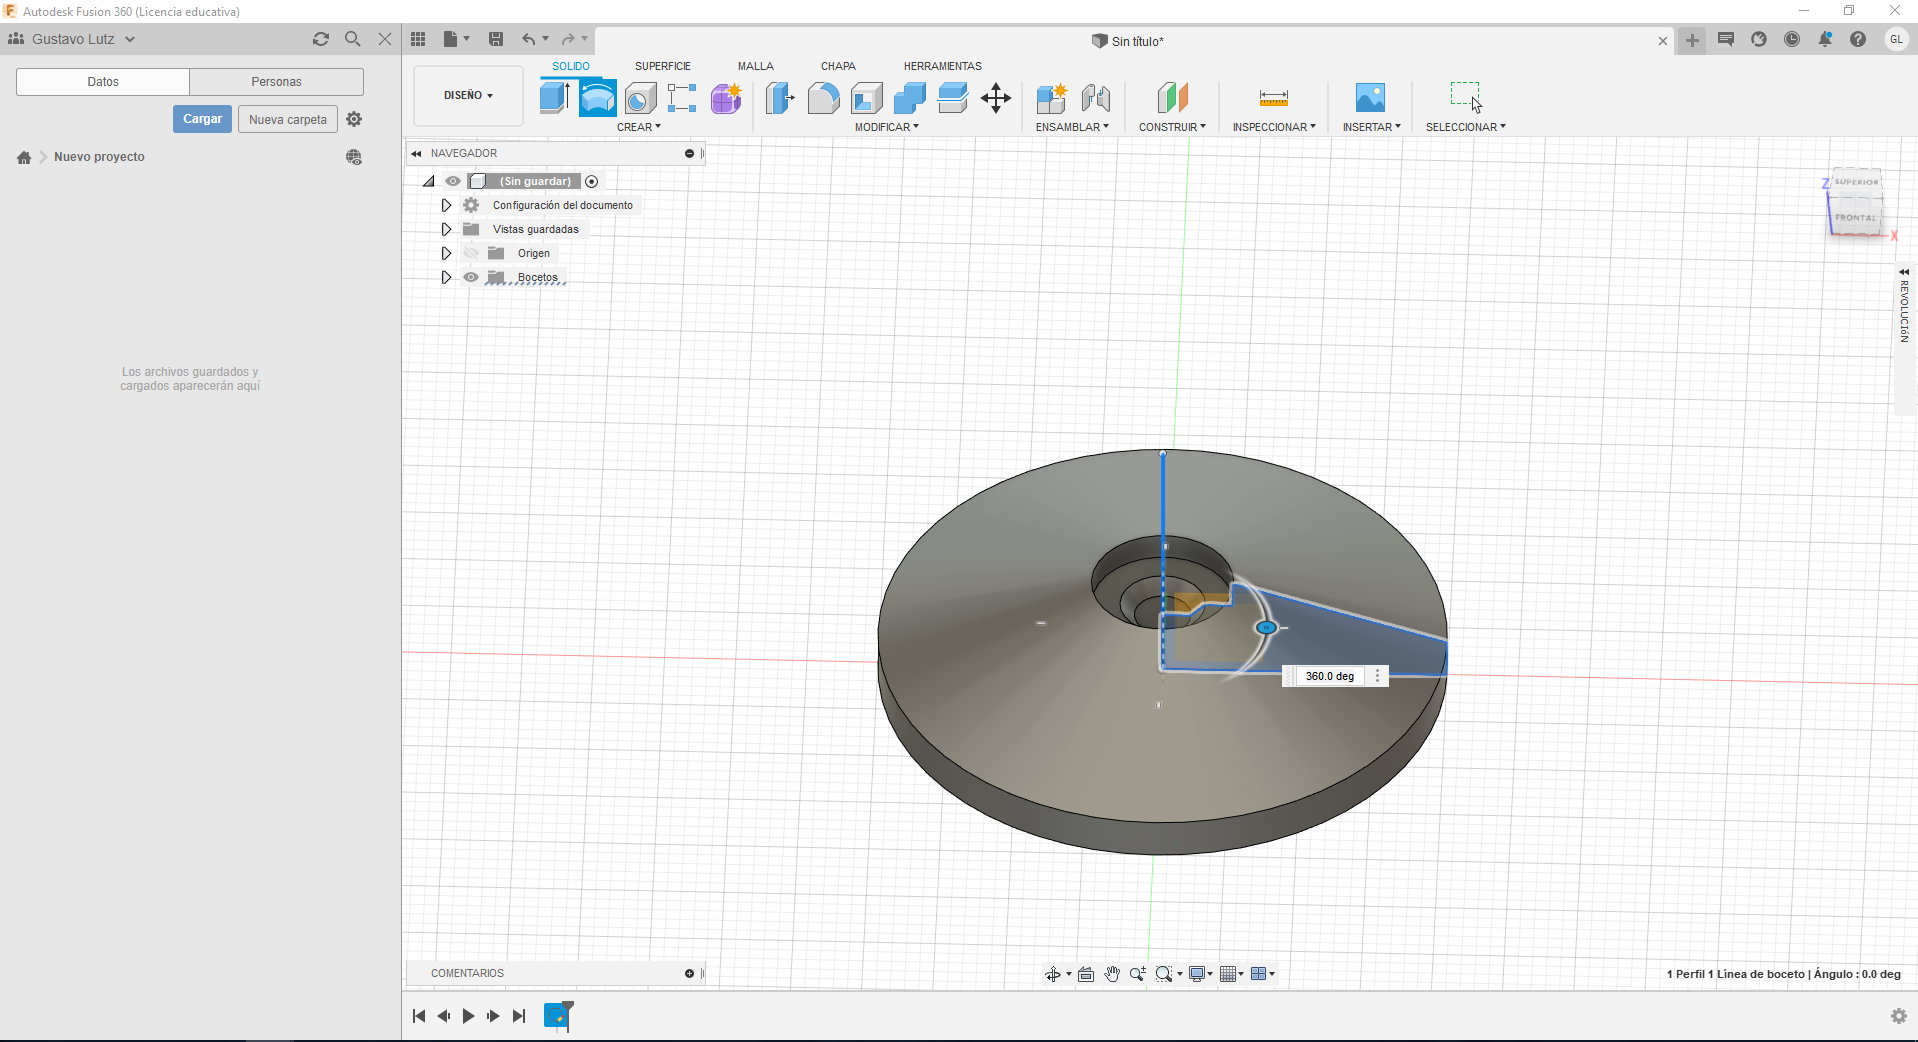 Autodesk Fusion 360 (Licencia educativa)
Gustavo Lutz
Sin título*
GL
Datos
Personas
Cargar
Nueva carpeta
Nuevo proyecto
Los archivos guardados y
cargados aparecerán aquí
DISEÑO
SOLIDO
SUPERFICIE
MALLA
CHAPA
HERRAMIENTAS
CREAR
MODIFICAR
ENSAMBLAR
CONSTRUIR
INSPECCIONAR
INSERTAR
SELECCIONAR
NAVEGADOR
(Sin guardar)
Configuración del documento
Vistas guardadas
Origen
Bocetos
Z
SUPERIOR
FRONTAL
X
REVOLUCIóN
360.0 deg
COMENTARIOS
1 Perfil 1 Línea de boceto | Ángulo : 0.0 deg